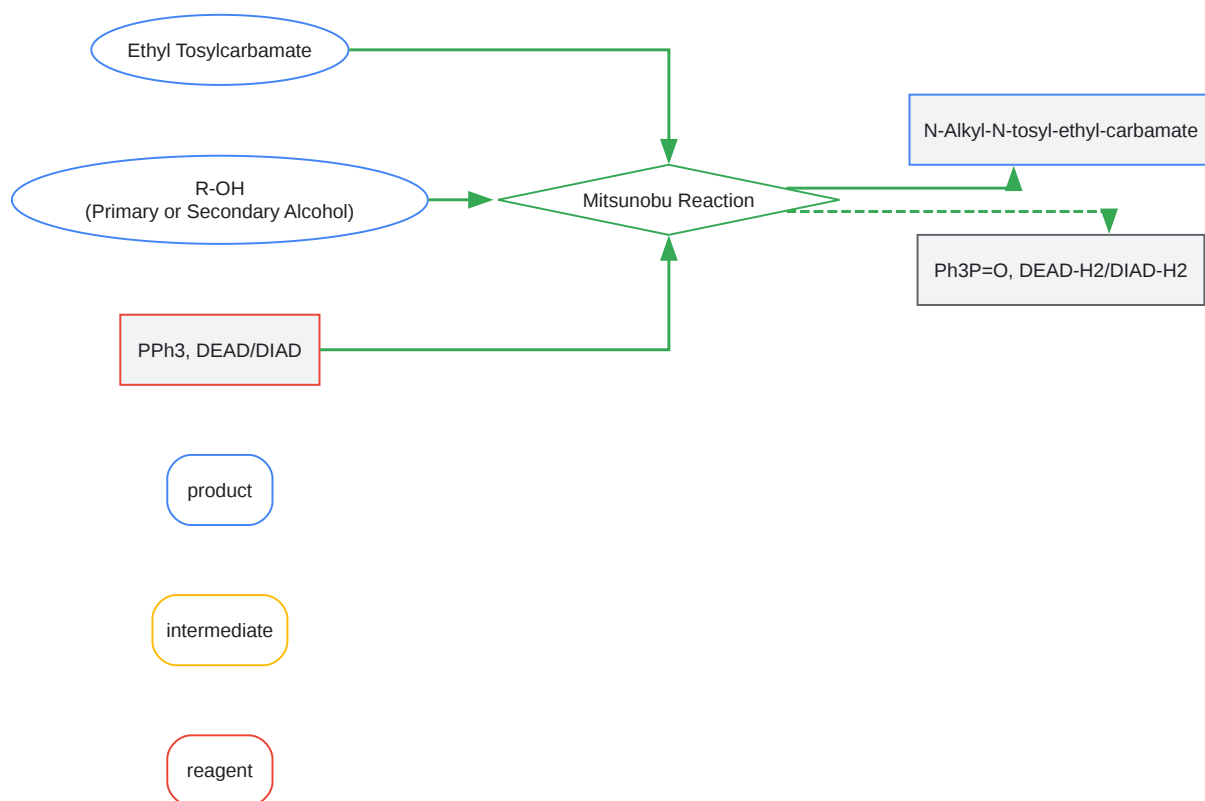 Ethyl Tosylcarbamate
R-OH
(Primary or Secondary Alcohol)
PPh3, DEAD/DIAD
Mitsunobu Reaction
N-Alkyl-N-tosyl-ethyl-carbamate
Ph3P=O, DEAD-H2/DIAD-H2
product
intermediate
reagent